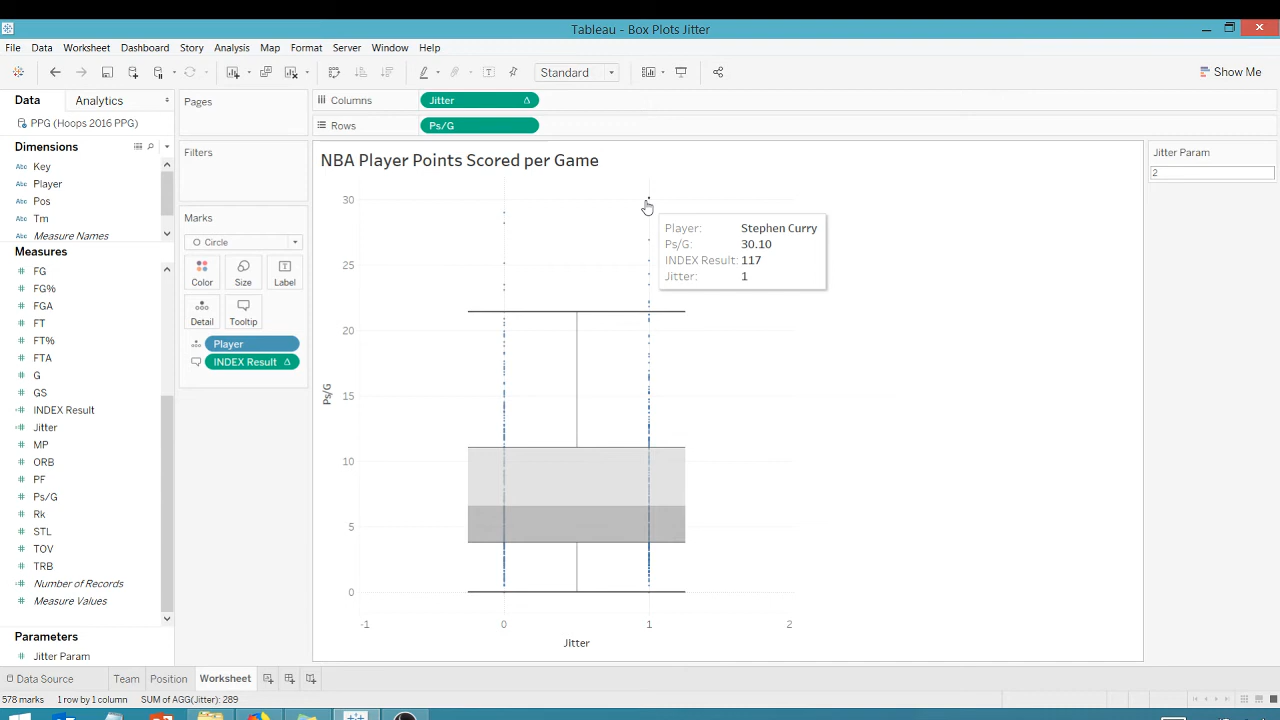 Tableau - Box Plots Jitter
File Data Worksheet Dashboard Story Analysis Map Format Server Window Help
Standard
Show Me
Data Analytics
PPG (Hoops 2016 PPG)
Dimensions
Abc Key
Abc Player
Abc Pos
Abc Tm
Abc Measure Names
Measures
FG
FG%
FGA
FT
FT%
FTA
G
GS
INDEX Result
Jitter
MP
ORB
PF
Ps/G
Rk
STL
TOV
TRB
Number of Records
Measure Values
Parameters
Jitter Param
Pages
Filters
Marks
Circle
Color Size Label
Detail Tooltip
Player
INDEX Result
Columns Jitter
Rows Ps/G
NBA Player Points Scored per Game
30
25
20
15
10
5
0
Ps/G
Player: Stephen Curry
Ps/G: 30.10
INDEX Result: 117
Jitter: 1
-1 0 1 2
Jitter
Jitter Param
2
Data Source Team Position Worksheet
578 marks 1 row by 1 column SUM of AGG(Jitter): 289